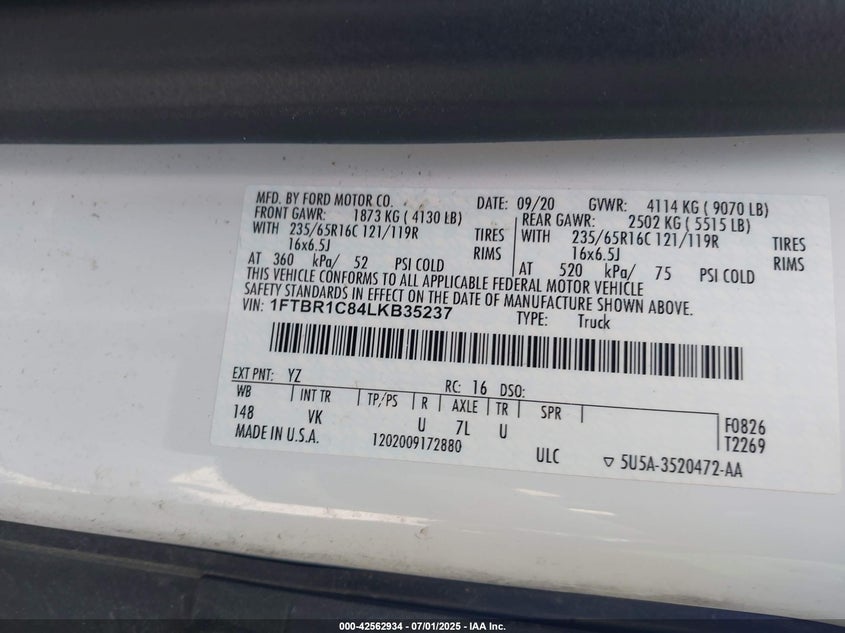 MFD. BY FORD MOTOR CO. DATE: 09/20 GVWR: 4114 KG ( 9070 LB)
FRONT GAWR: 1873 KG ( 4130 LB) REAR GAWR: 2502 KG ( 5515 LB)
WITH 235/65R16C 121/119R TIRES WITH 235/65R16C 121/119R TIRES
16x6.5J RIMS 16x6.5J RIMS
AT 360 kPa/ 52 PSI COLD AT 520 kPa/ 75 PSI COLD
THIS VEHICLE CONFORMS TO ALL APPLICABLE FEDERAL MOTOR VEHICLE
SAFETY STANDARDS IN EFFECT ON THE DATE OF MANUFACTURE SHOWN ABOVE.
VIN: 1FTBR1C84LKB35237 TYPE: Truck
EXT PNT: YZ RC: 16 DSO:
WB INT TR TP/PS R AXLE TR SPR
148 VK U 7L U F0826
T2269
MADE IN U.S.A. 1202009172880 ULC ▽ 5U5A-3520472-AA
000-42562934 - 07/01/2025 - IAA Inc.